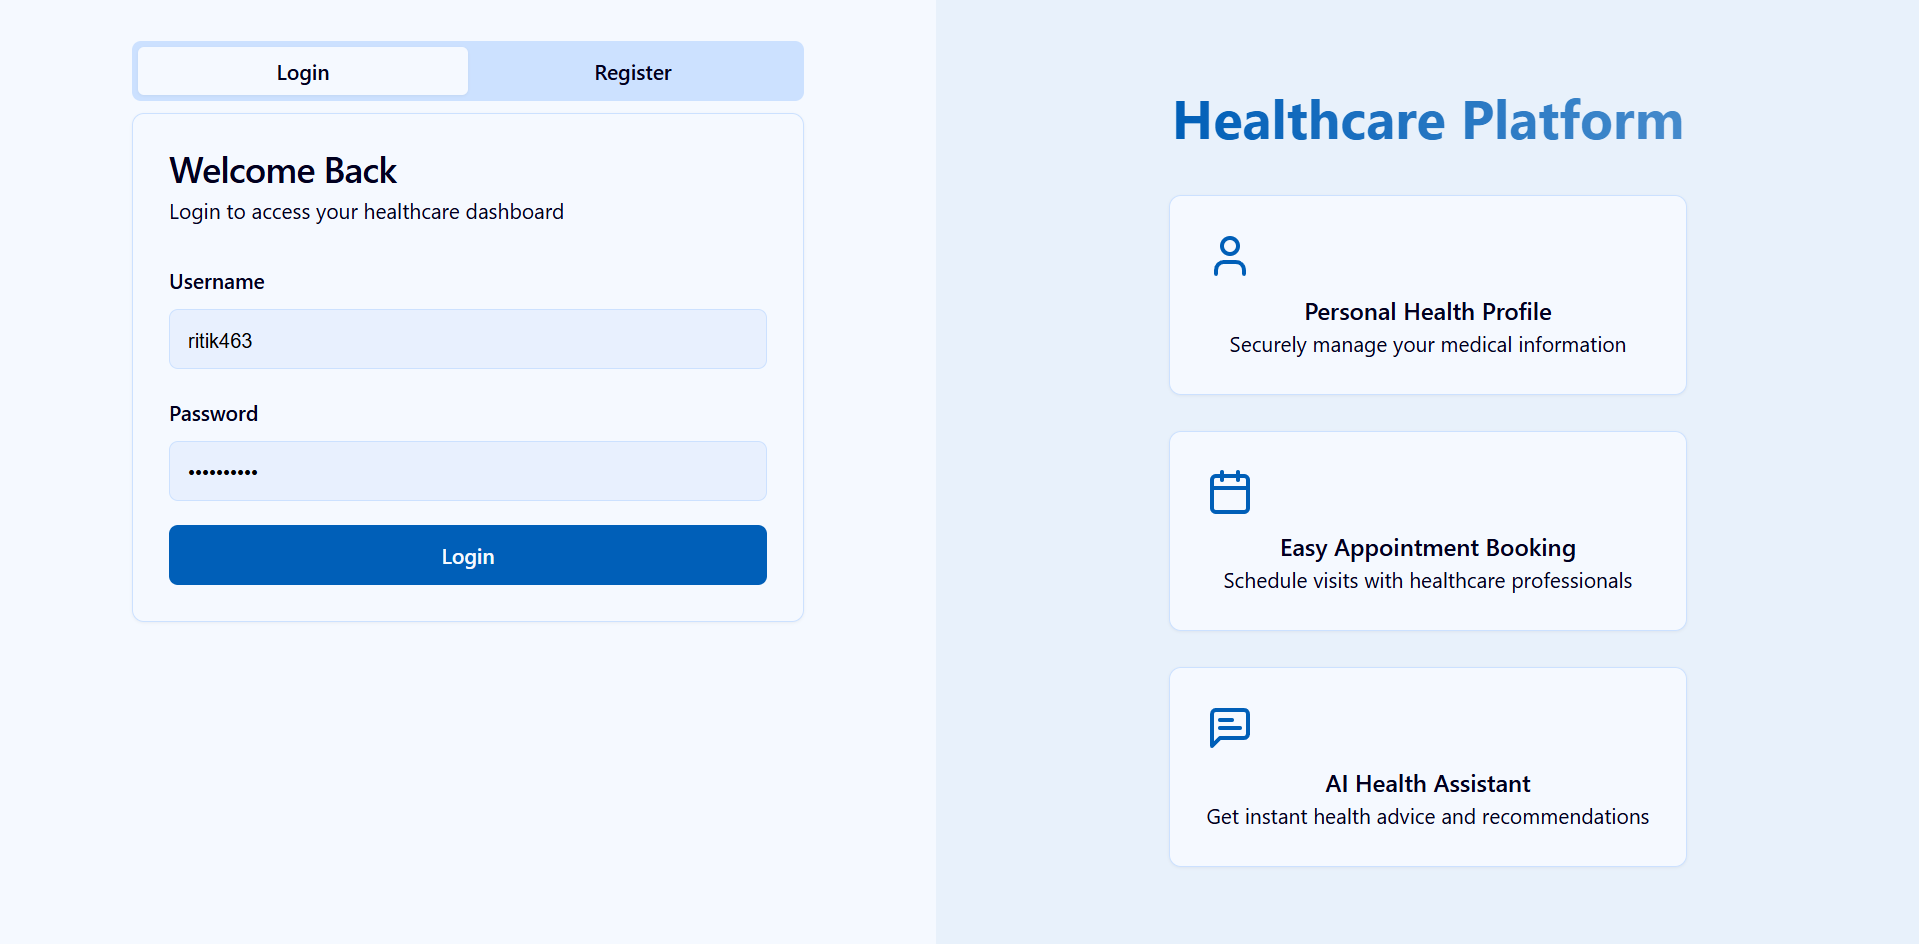 Login
Register
Welcome Back
Login to access your healthcare dashboard
Username
ritik463
Password
••••••••••
Login
Healthcare Platform
Personal Health Profile
Securely manage your medical information
Easy Appointment Booking
Schedule visits with healthcare professionals
AI Health Assistant
Get instant health advice and recommendations